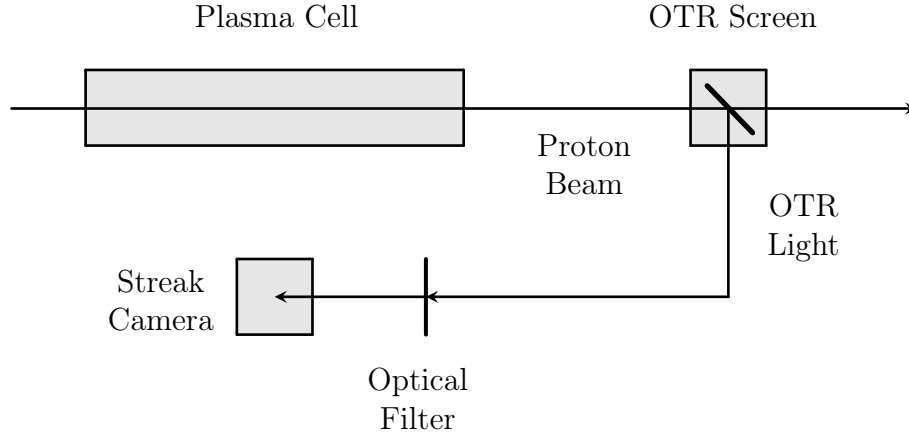 Plasma Cell
OTR Screen
Proton
Beam
OTR
Light
Streak
Camera
Optical
Filter